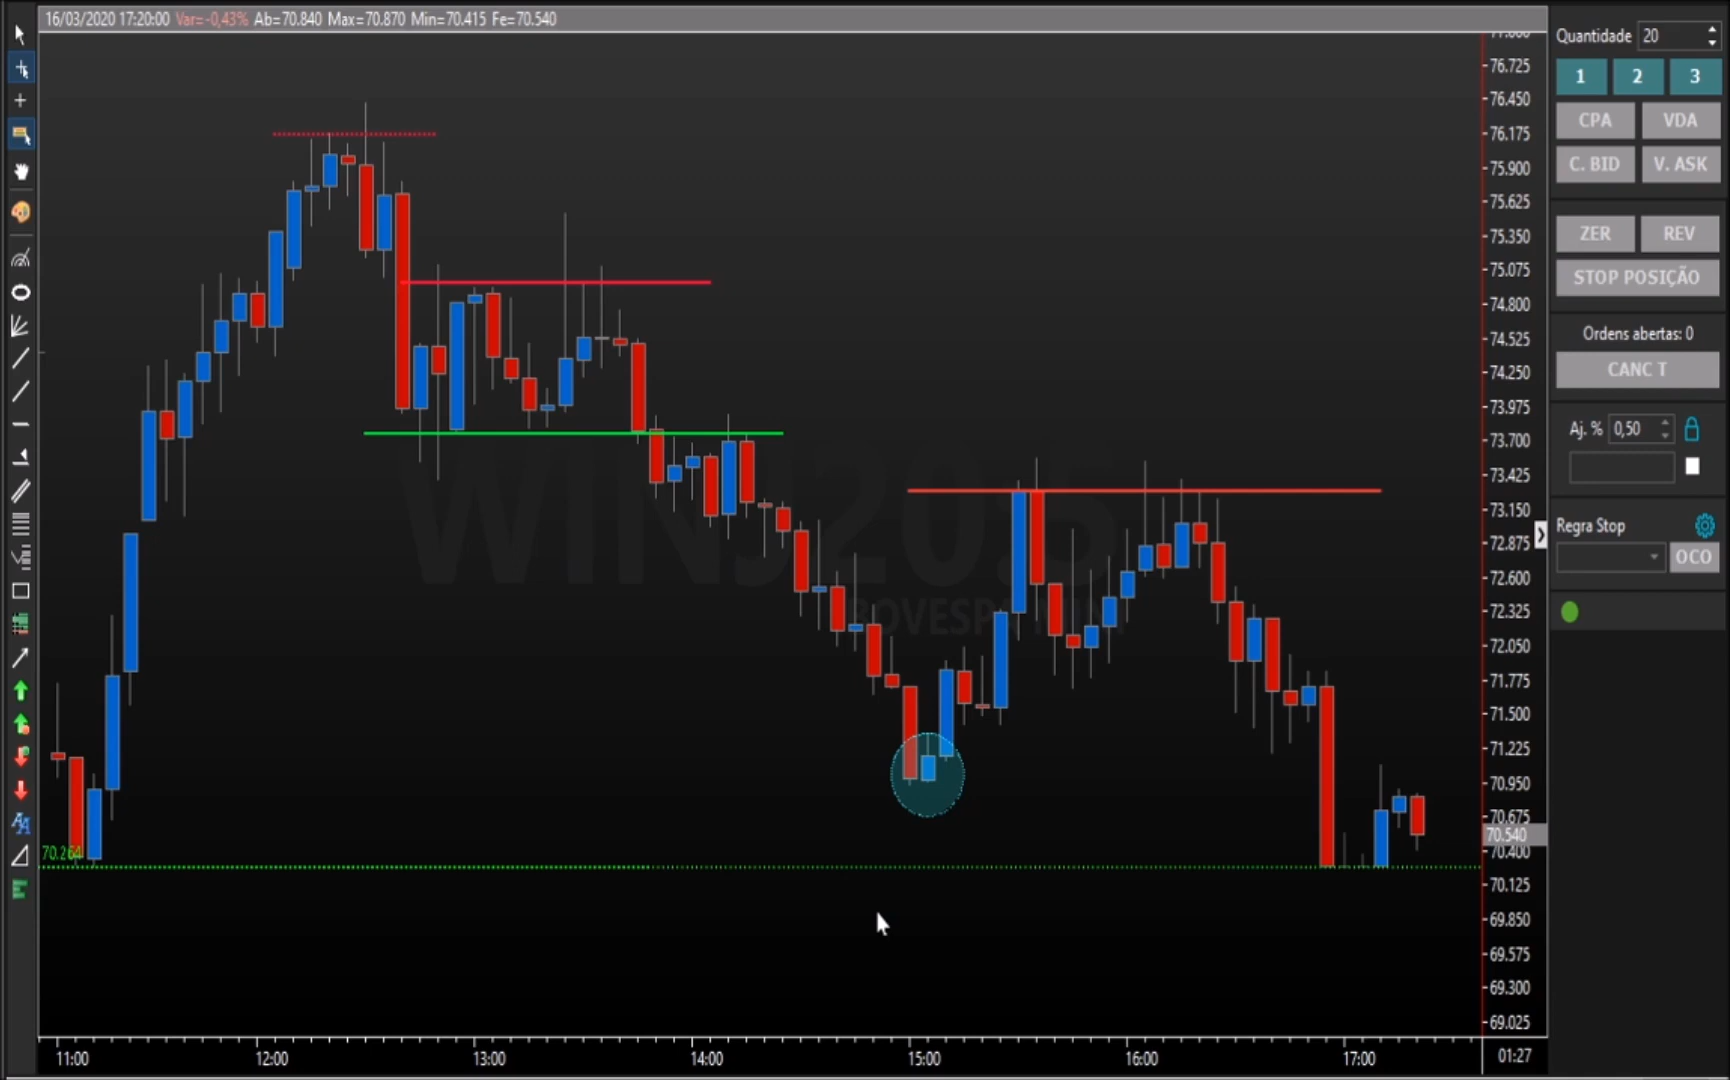 16/03/2020 17:20:00 Var=-0,43% Ab=70.840 Max=70.870 Min=70.415 Fe=70.540
76.725
76.450
76.175
75.900
75.625
75.350
75.075
74.800
74.525
74.250
73.975
73.700
73.425
73.150
72.875
72.600
72.325
72.050
71.775
71.500
71.225
70.950
70.675
70.540
70.400
70.125
69.850
69.575
69.300
69.025
70.264
WINJ20:5
BOVESPA MINI
11:00 12:00 13:00 14:00 15:00 16:00 17:00 01:27
Quantidade 20
1 2 3
CPA VDA
C. BID V. ASK
ZER REV
STOP POSIÇÃO
Ordens abertas: 0
CANC T
Aj. % 0,50
Regra Stop
OCO